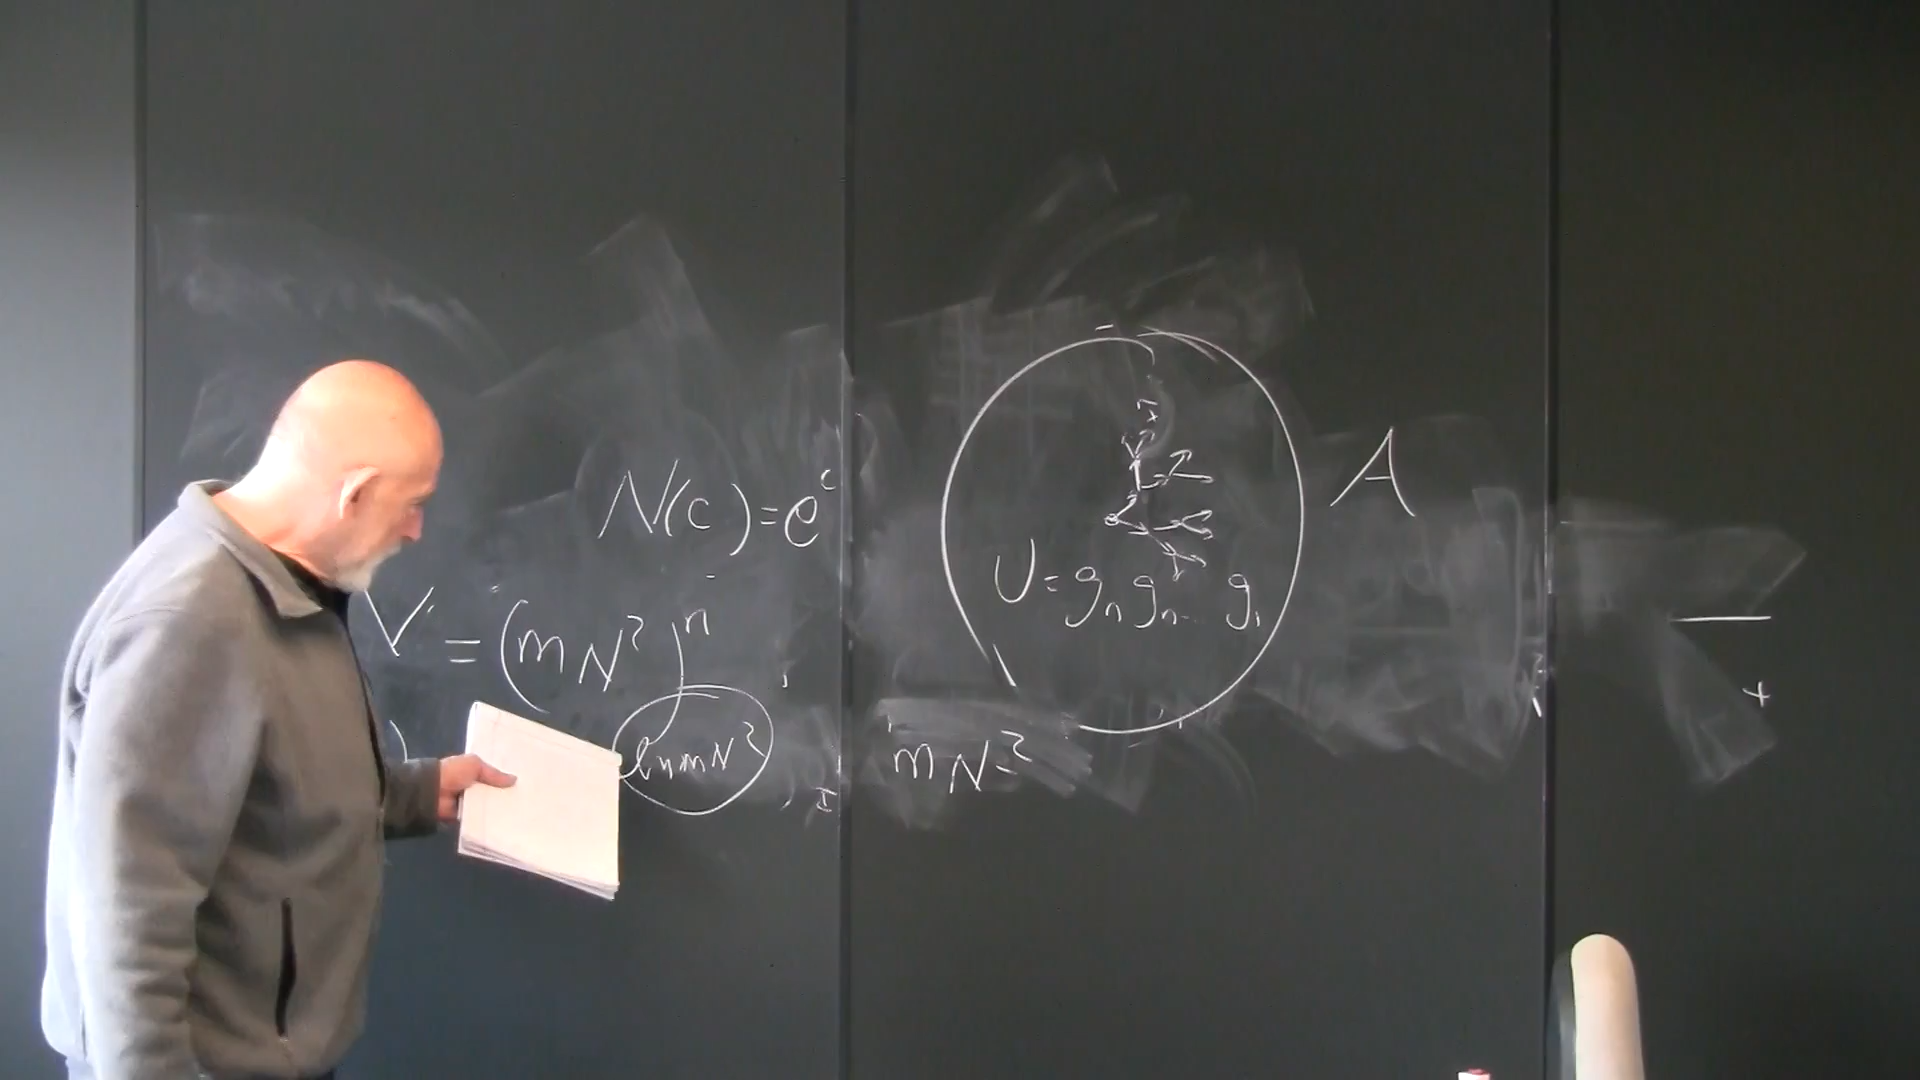 N(c) = e^c
V = (mN²)^n
ln mN²
A
U = g_n g_n.. g_1
mN²
+